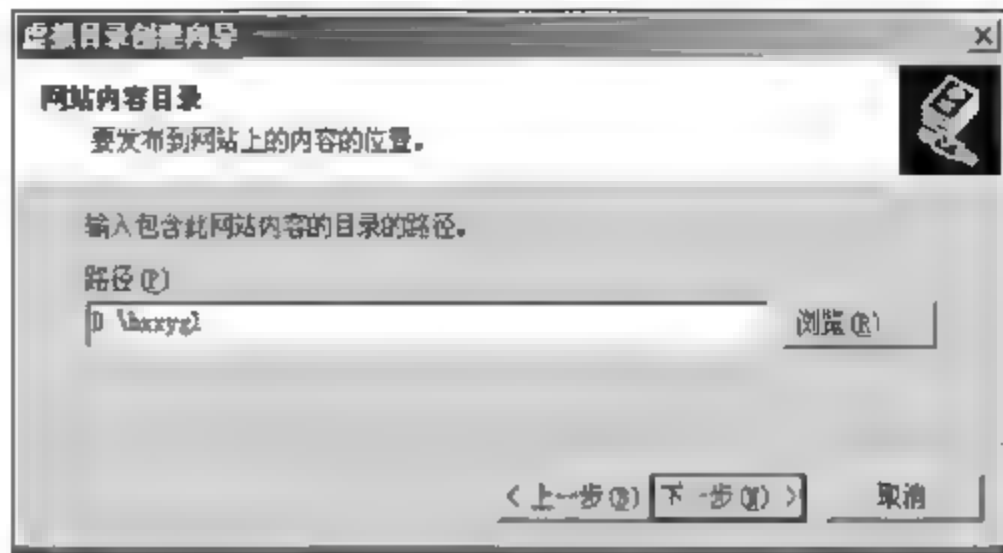 虚拟目录创建向导
网站内容目录
要发布到网站上的内容的位置。
输入包含此网站内容的目录的路径。
路径(P)
浏览(R)
< 上一步(B) 下一步(N) > 取消